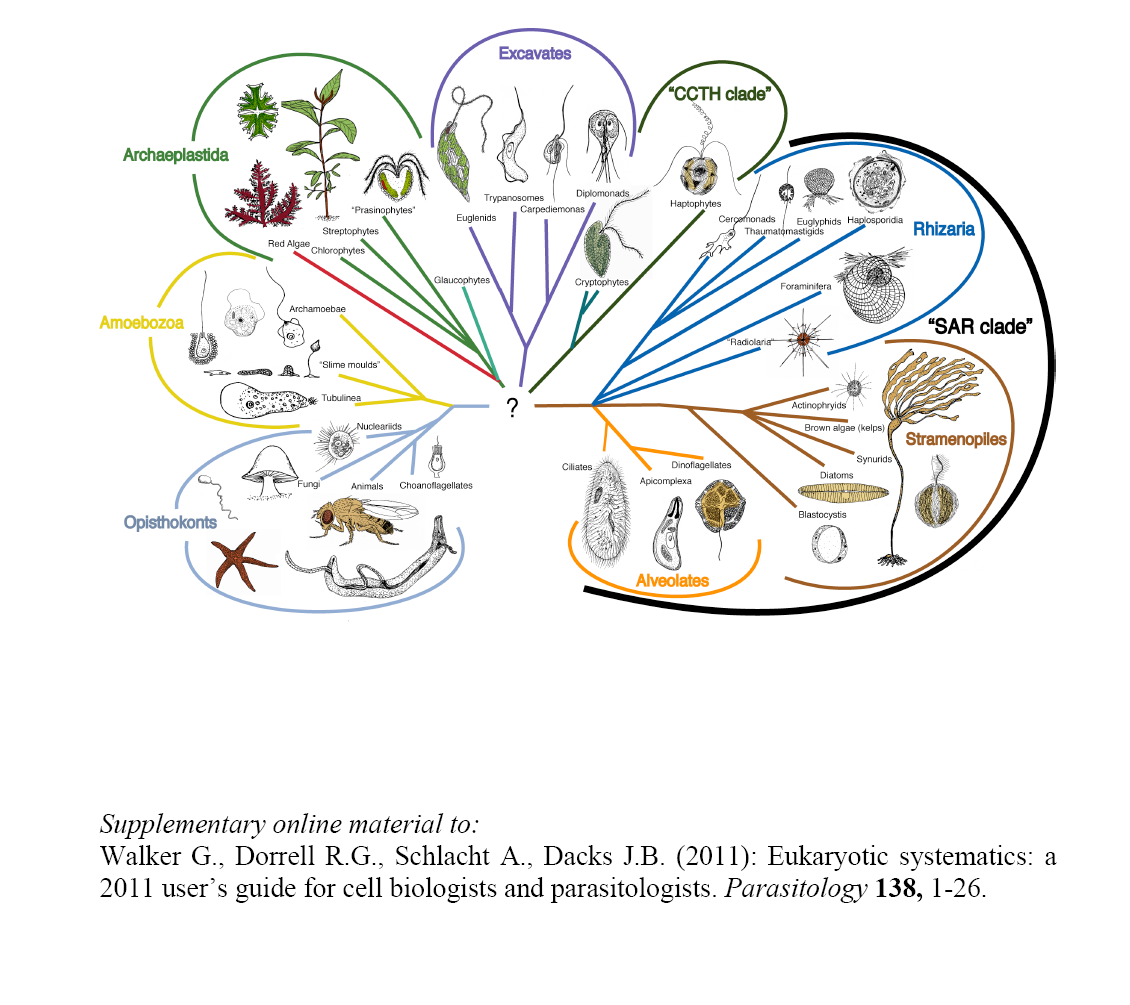 Excavates
“CCTH clade”
Archaeplastida
Trypanosomes
Diplomonads
Carpediemonas
Euglenids
“Prasinophytes”
Haptophytes
Cercomonads
Euglyphids
Haplosporidia
Thaumatomastigids
Rhizaria
Streptophytes
Red Algae
Chlorophytes
Glaucophytes
Cryptophytes
Foraminifera
Amoebozoa
Archamoebae
“SAR clade”
“Radiolaria”
“Slime moulds”
Tubulinea
?
Actinophryids
Brown algae (kelps)
Stramenopiles
Nucleariids
Synurids
Ciliates
Dinoflagellates
Apicomplexa
Diatoms
Fungi
Animals
Choanoflagellates
Blastocystis
Opisthokonts
Alveolates
Supplementary online material to:
Walker G., Dorrell R.G., Schlacht A., Dacks J.B. (2011): Eukaryotic systematics: a
2011 user’s guide for cell biologists and parasitologists. Parasitology 138, 1-26.